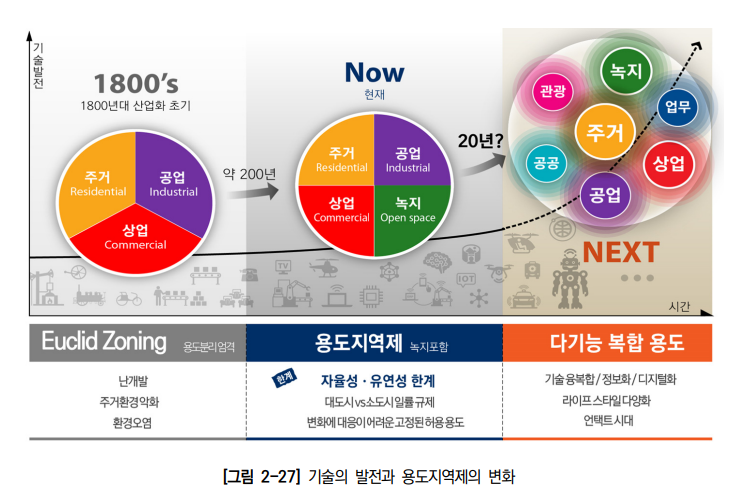 기술발전
1800's
1800년대 산업화 초기
주거
Residential
공업
Industrial
상업
Commercial
약 200년
Now
현재
주거
Residential
공업
Industrial
상업
Commercial
녹지
Open space
20년?
녹지
관광
업무
주거
공공
상업
공업
NEXT
TV
IOT
시간
Euclid Zoning 용도분리엄격
용도지역제 녹지포함
다기능 복합 용도
난개발
주거환경 악화
환경오염
한계
자율성 · 유연성 한계
대도시 vs 소도시 일률 규제
변화에 대응이 어려운 고정된 허용 용도
기술 융복합 / 정보화 / 디지털화
라이프 스타일 다양화
언택트 시대
[그림 2-27] 기술의 발전과 용도지역제의 변화